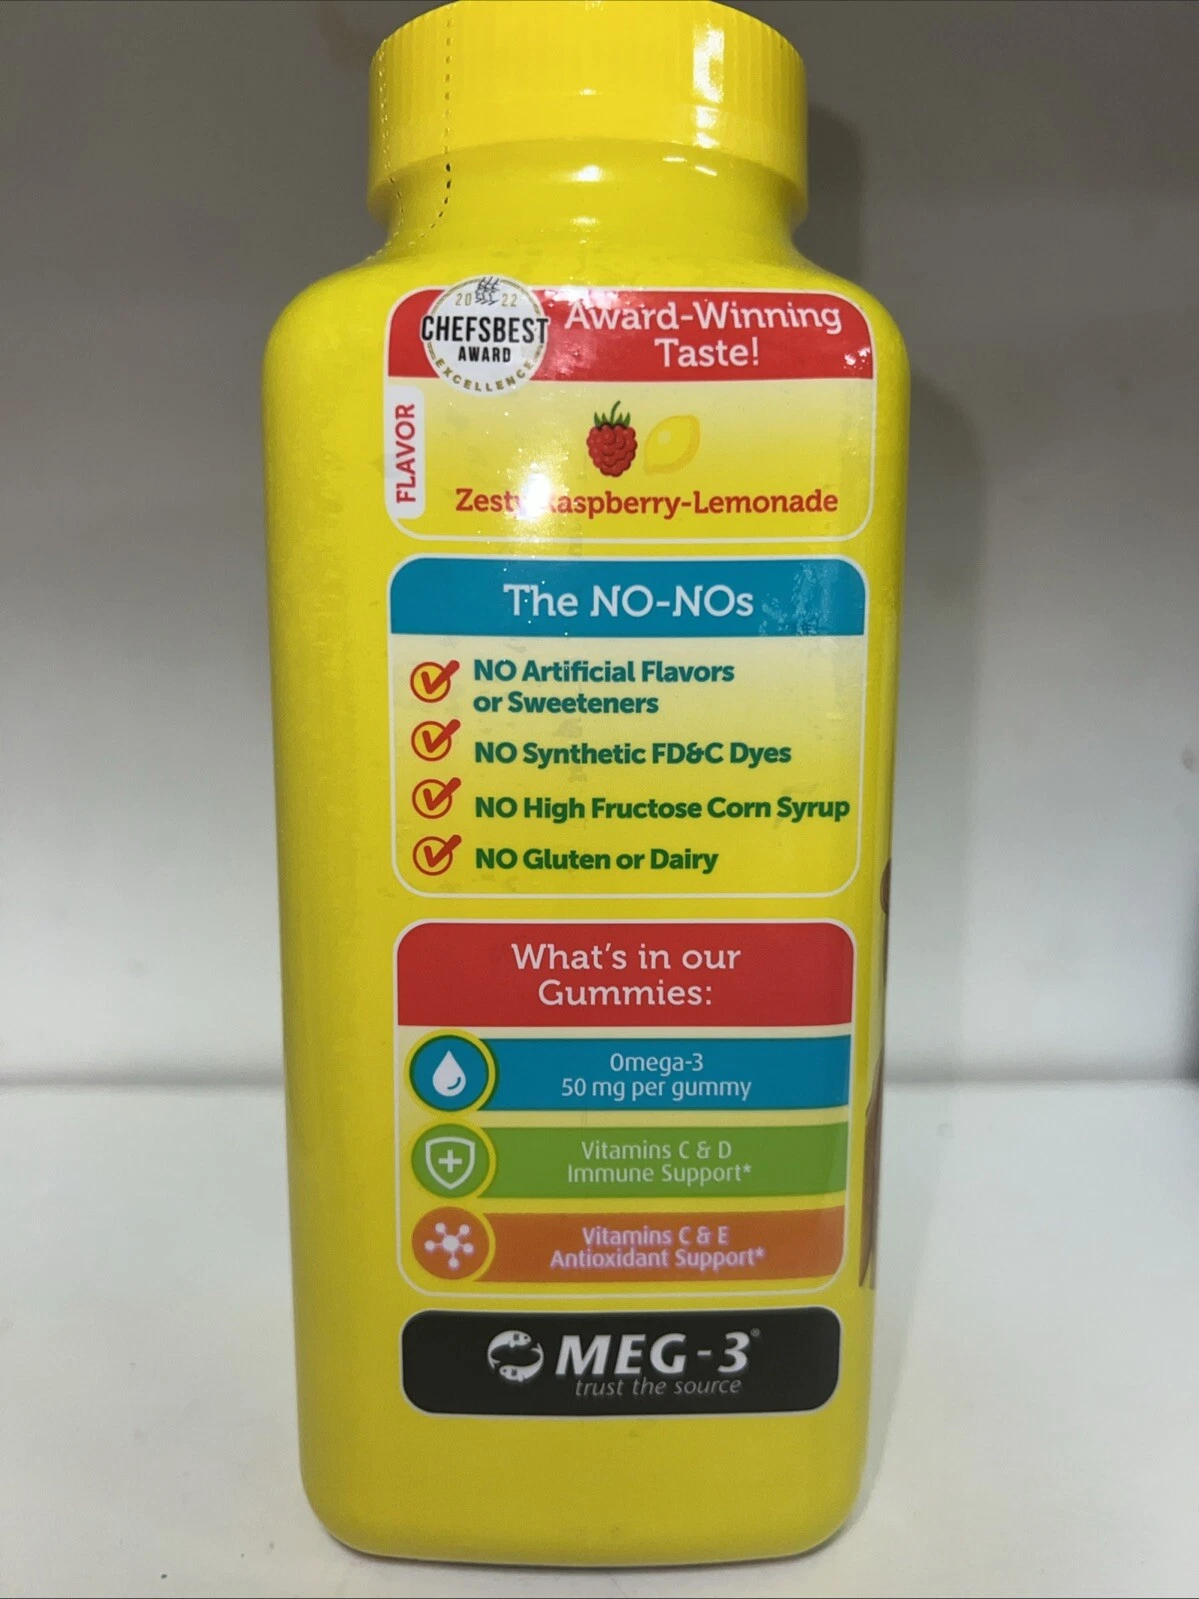 20 22
CHEFSBEST
AWARD
EXCELLENCE
Award-Winning
Taste!
FLAVOR
Zesty Raspberry-Lemonade
The NO-NOs
NO Artificial Flavors
or Sweeteners
NO Synthetic FD&C Dyes
NO High Fructose Corn Syrup
NO Gluten or Dairy
What's in our
Gummies:
Omega-3
50 mg per gummy
Vitamins C & D
Immune Support*
Vitamins C & E
Antioxidant Support*
MEG-3®
trust the source